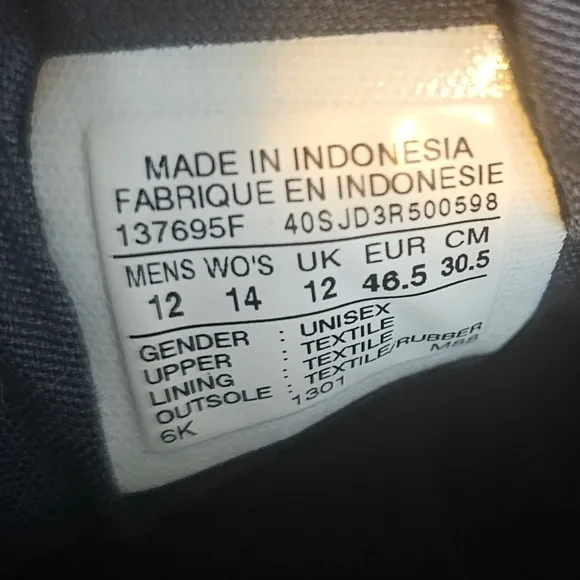 MADE IN INDONESIA
FABRIQUE EN INDONESIE
137695F 40SJD3R500598
MENS WO'S UK EUR CM
12 14 12 46.5 30.5
GENDER : UNISEX
UPPER : TEXTILE
LINING : TEXTILE
OUTSOLE : TEXTILE/RUBBER
6K 1301 M88